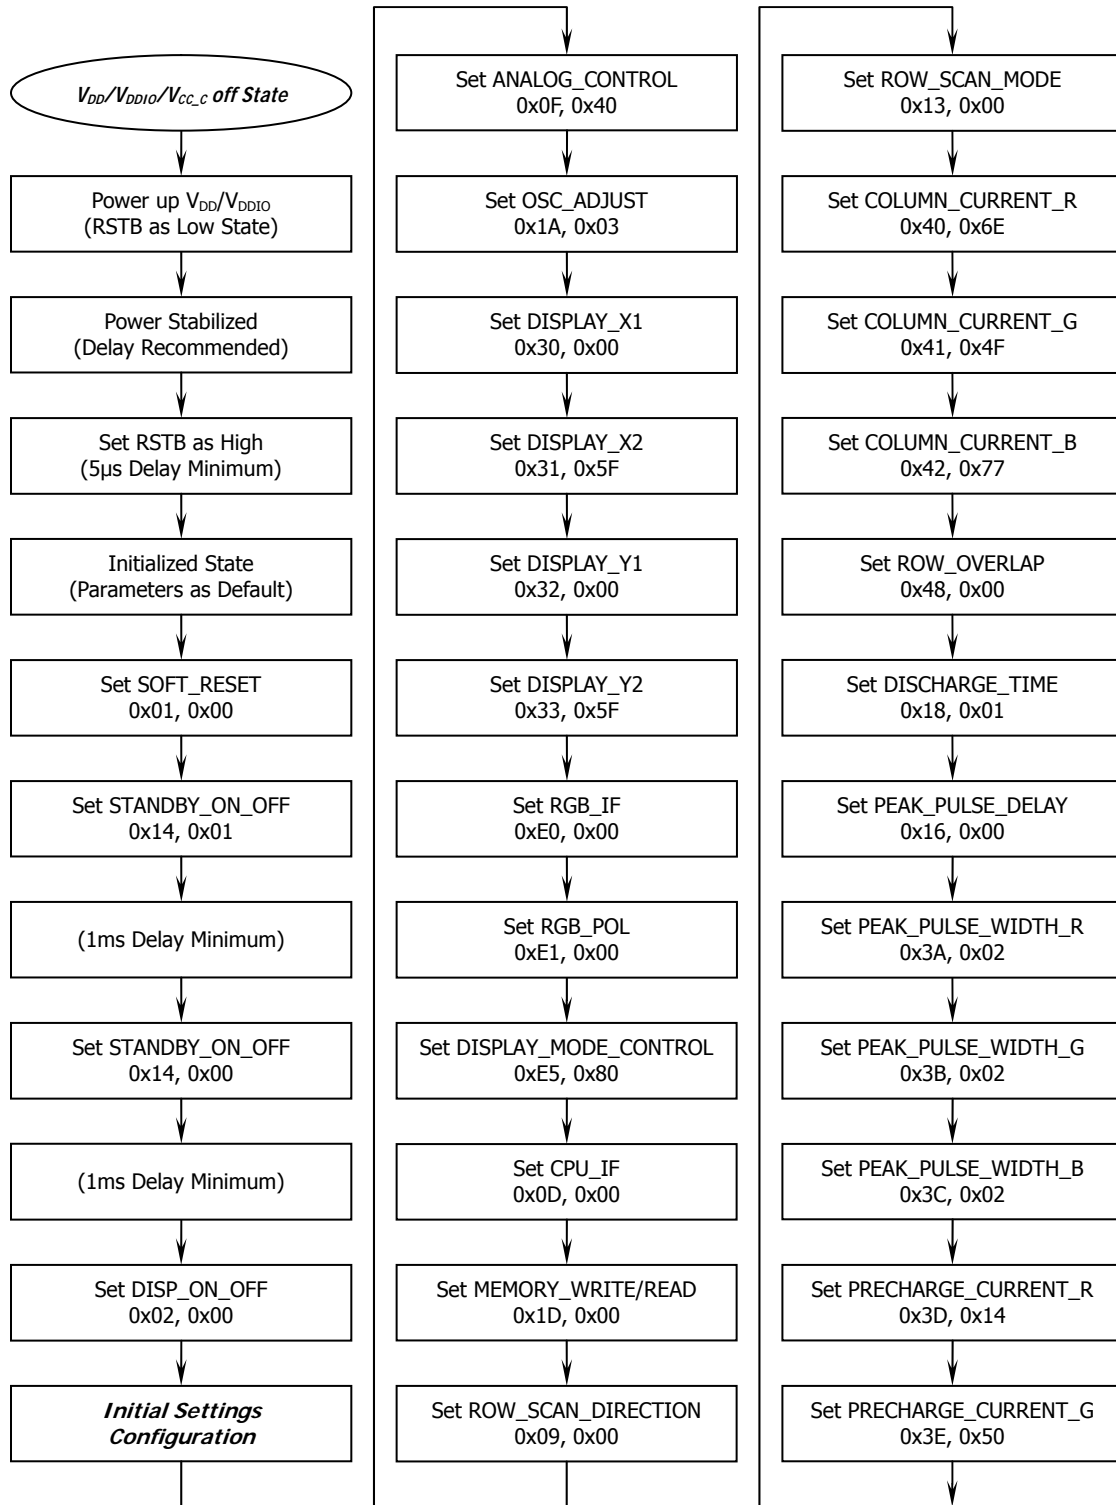 VDD/VDDIO/VCC_C off State
Power up VDD/VDDIO
(RSTB as Low State)
Power Stabilized
(Delay Recommended)
Set RSTB as High
(5µs Delay Minimum)
Initialized State
(Parameters as Default)
Set SOFT_RESET
0x01, 0x00
Set STANDBY_ON_OFF
0x14, 0x01
(1ms Delay Minimum)
Set STANDBY_ON_OFF
0x14, 0x00
(1ms Delay Minimum)
Set DISP_ON_OFF
0x02, 0x00
Initial Settings
Configuration
Set ANALOG_CONTROL
0x0F, 0x40
Set OSC_ADJUST
0x1A, 0x03
Set DISPLAY_X1
0x30, 0x00
Set DISPLAY_X2
0x31, 0x5F
Set DISPLAY_Y1
0x32, 0x00
Set DISPLAY_Y2
0x33, 0x5F
Set RGB_IF
0xE0, 0x00
Set RGB_POL
0xE1, 0x00
Set DISPLAY_MODE_CONTROL
0xE5, 0x80
Set CPU_IF
0x0D, 0x00
Set MEMORY_WRITE/READ
0x1D, 0x00
Set ROW_SCAN_DIRECTION
0x09, 0x00
Set ROW_SCAN_MODE
0x13, 0x00
Set COLUMN_CURRENT_R
0x40, 0x6E
Set COLUMN_CURRENT_G
0x41, 0x4F
Set COLUMN_CURRENT_B
0x42, 0x77
Set ROW_OVERLAP
0x48, 0x00
Set DISCHARGE_TIME
0x18, 0x01
Set PEAK_PULSE_DELAY
0x16, 0x00
Set PEAK_PULSE_WIDTH_R
0x3A, 0x02
Set PEAK_PULSE_WIDTH_G
0x3B, 0x02
Set PEAK_PULSE_WIDTH_B
0x3C, 0x02
Set PRECHARGE_CURRENT_R
0x3D, 0x14
Set PRECHARGE_CURRENT_G
0x3E, 0x50